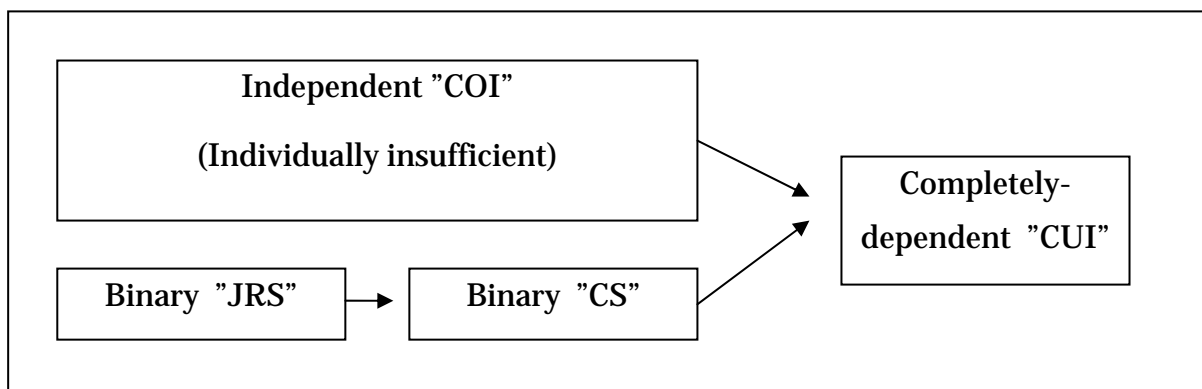 Independent ”COI”
(Individually insufficient)
Completely-
dependent ”CUI”
Binary ”JRS”
Binary ”CS”